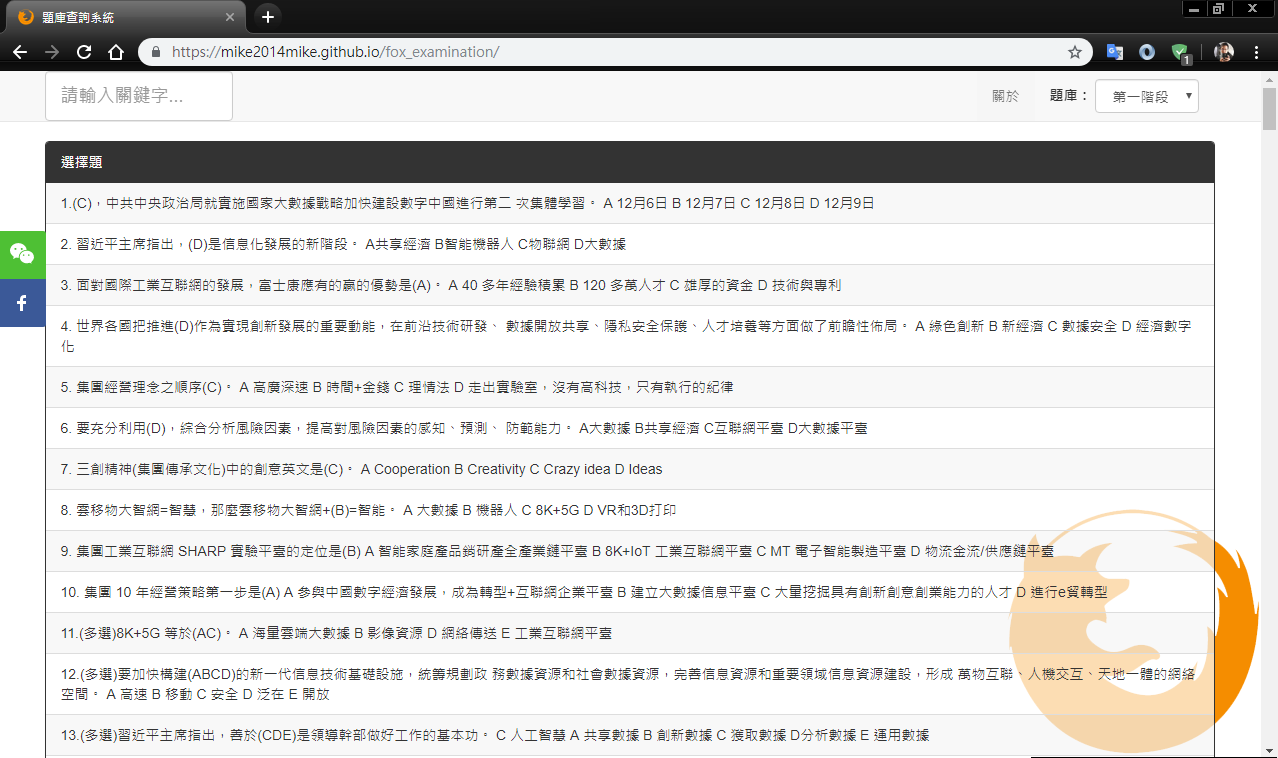 題庫查詢系統
https://mike2014mike.github.io/fox_examination/
1
請輸入關鍵字...
關於
題庫：
第一階段
選擇題
1.(C)，中共中央政治局就實施國家大數據戰略加快建設數字中國進行第二 次集體學習。 A 12月6日 B 12月7日 C 12月8日 D 12月9日
2. 習近平主席指出，(D)是信息化發展的新階段。 A共享經濟 B智能機器人 C物聯網 D大數據
3. 面對國際工業互聯網的發展，富士康應有的贏的優勢是(A)。 A 40 多年經驗積累 B 120 多萬人才 C 雄厚的資金 D 技術與專利
4. 世界各國把推進(D)作為實現創新發展的重要動能，在前沿技術研發、 數據開放共享、隱私安全保護、人才培養等方面做了前瞻性佈局。 A 綠色創新 B 新經濟 C 數據安全 D 經濟數字
化
5. 集團經營理念之順序(C)。 A 高廣深速 B 時間+金錢 C 理情法 D 走出實驗室，沒有高科技，只有執行的紀律
6. 要充分利用(D)，綜合分析風險因素，提高對風險因素的感知、預測、 防範能力。 A大數據 B共享經濟 C互聯網平臺 D大數據平臺
7. 三創精神(集團傳承文化)中的創意英文是(C)。 A Cooperation B Creativity C Crazy idea D Ideas
8. 雲移物大智網=智慧，那麼雲移物大智網+(B)=智能。 A 大數據 B 機器人 C 8K+5G D VR和3D打印
9. 集團工業互聯網 SHARP 實驗平臺的定位是(B) A 智能家庭產品銷研產全產業鏈平臺 B 8K+IoT 工業互聯網平臺 C MT 電子智能製造平臺 D 物流金流/供應鏈平臺
10. 集團 10 年經營策略第一步是(A) A 參與中國數字經濟發展，成為轉型+互聯網企業平臺 B 建立大數據信息平臺 C 大量挖掘具有創新創意創業能力的人才 D 進行e貿轉型
11.(多選)8K+5G 等於(AC)。 A 海量雲端大數據 B 影像資源 D 網絡傳送 E 工業互聯網平臺
12.(多選)要加快構建(ABCD)的新一代信息技術基礎設施，統籌規劃政 務數據資源和社會數據資源，完善信息資源和重要領域信息資源建設，形成 萬物互聯、人機交互、天地一體的網絡
空間。 A 高速 B 移動 C 安全 D 泛在 E 開放
13.(多選)習近平主席指出，善於(CDE)是領導幹部做好工作的基本功。 C 人工智慧 A 共享數據 B 創新數據 C 獲取數據 D分析數據 E 運用數據